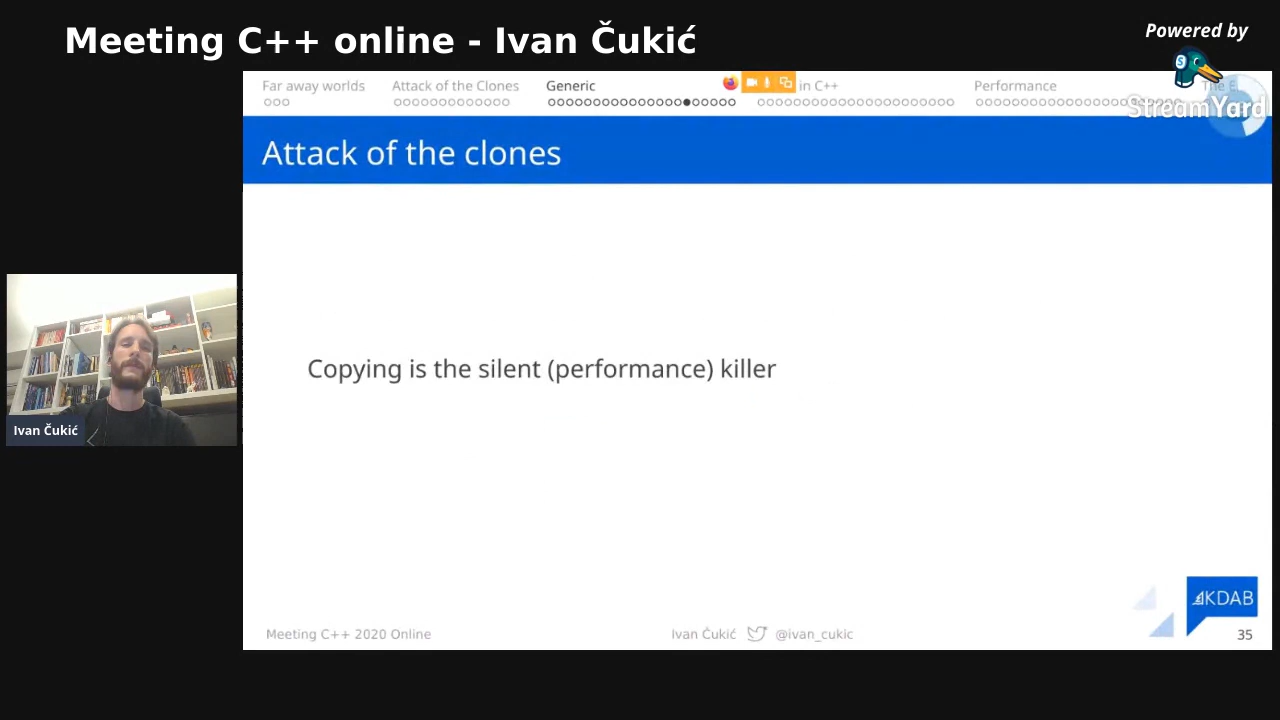 Meeting C++ online - Ivan Čukić
Powered by
StreamYard
Far away worlds
Attack of the Clones
Generic
in C++
Performance
Attack of the clones
Copying is the silent (performance) killer
Ivan Čukić
KDAB
Meeting C++ 2020 Online
Ivan Čukić
@ivan_cukic
35